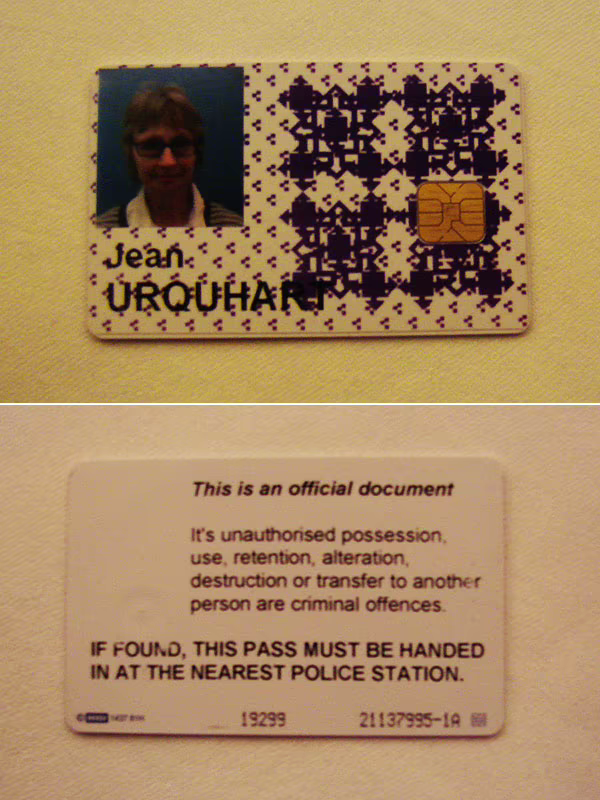 Jean
URQUHART
This is an official document
It's unauthorised possession,
use, retention, alteration,
destruction or transfer to another
person are criminal offences.
IF FOUND, THIS PASS MUST BE HANDED
IN AT THE NEAREST POLICE STATION.
19299 21137995-1A